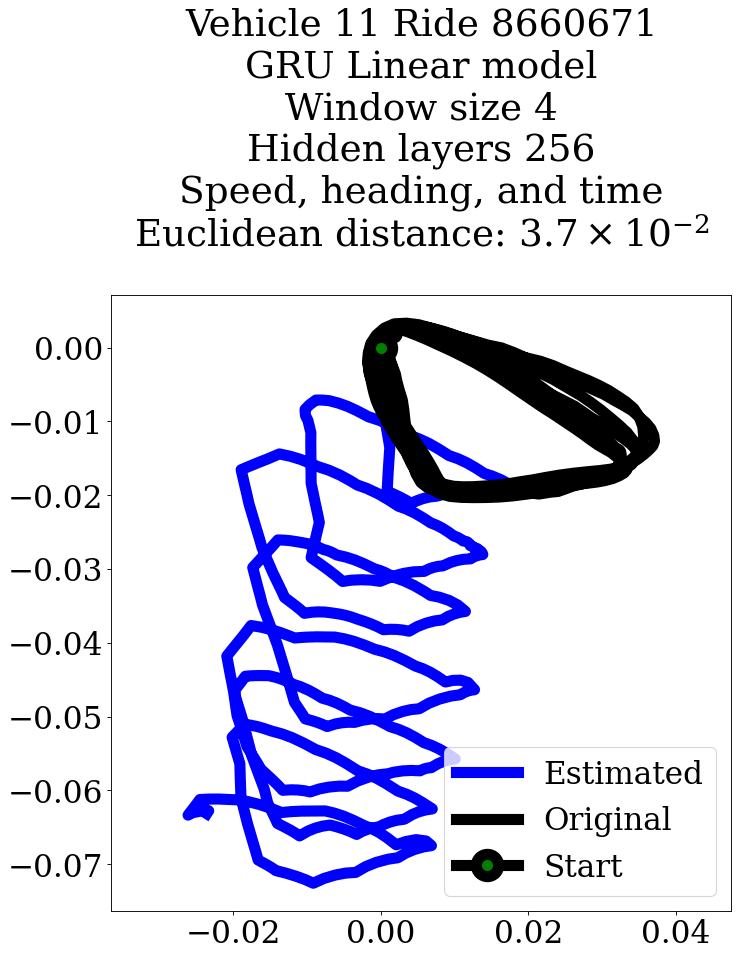 Vehicle 11 Ride 8660671
GRU Linear model
Window size 4
Hidden layers 256
Speed, heading, and time
Euclidean distance: 3.7 × 10⁻²
0.00
−0.01
−0.02
−0.03
−0.04
−0.05
−0.06
−0.07
Estimated
Original
Start
−0.02 0.00 0.02 0.04